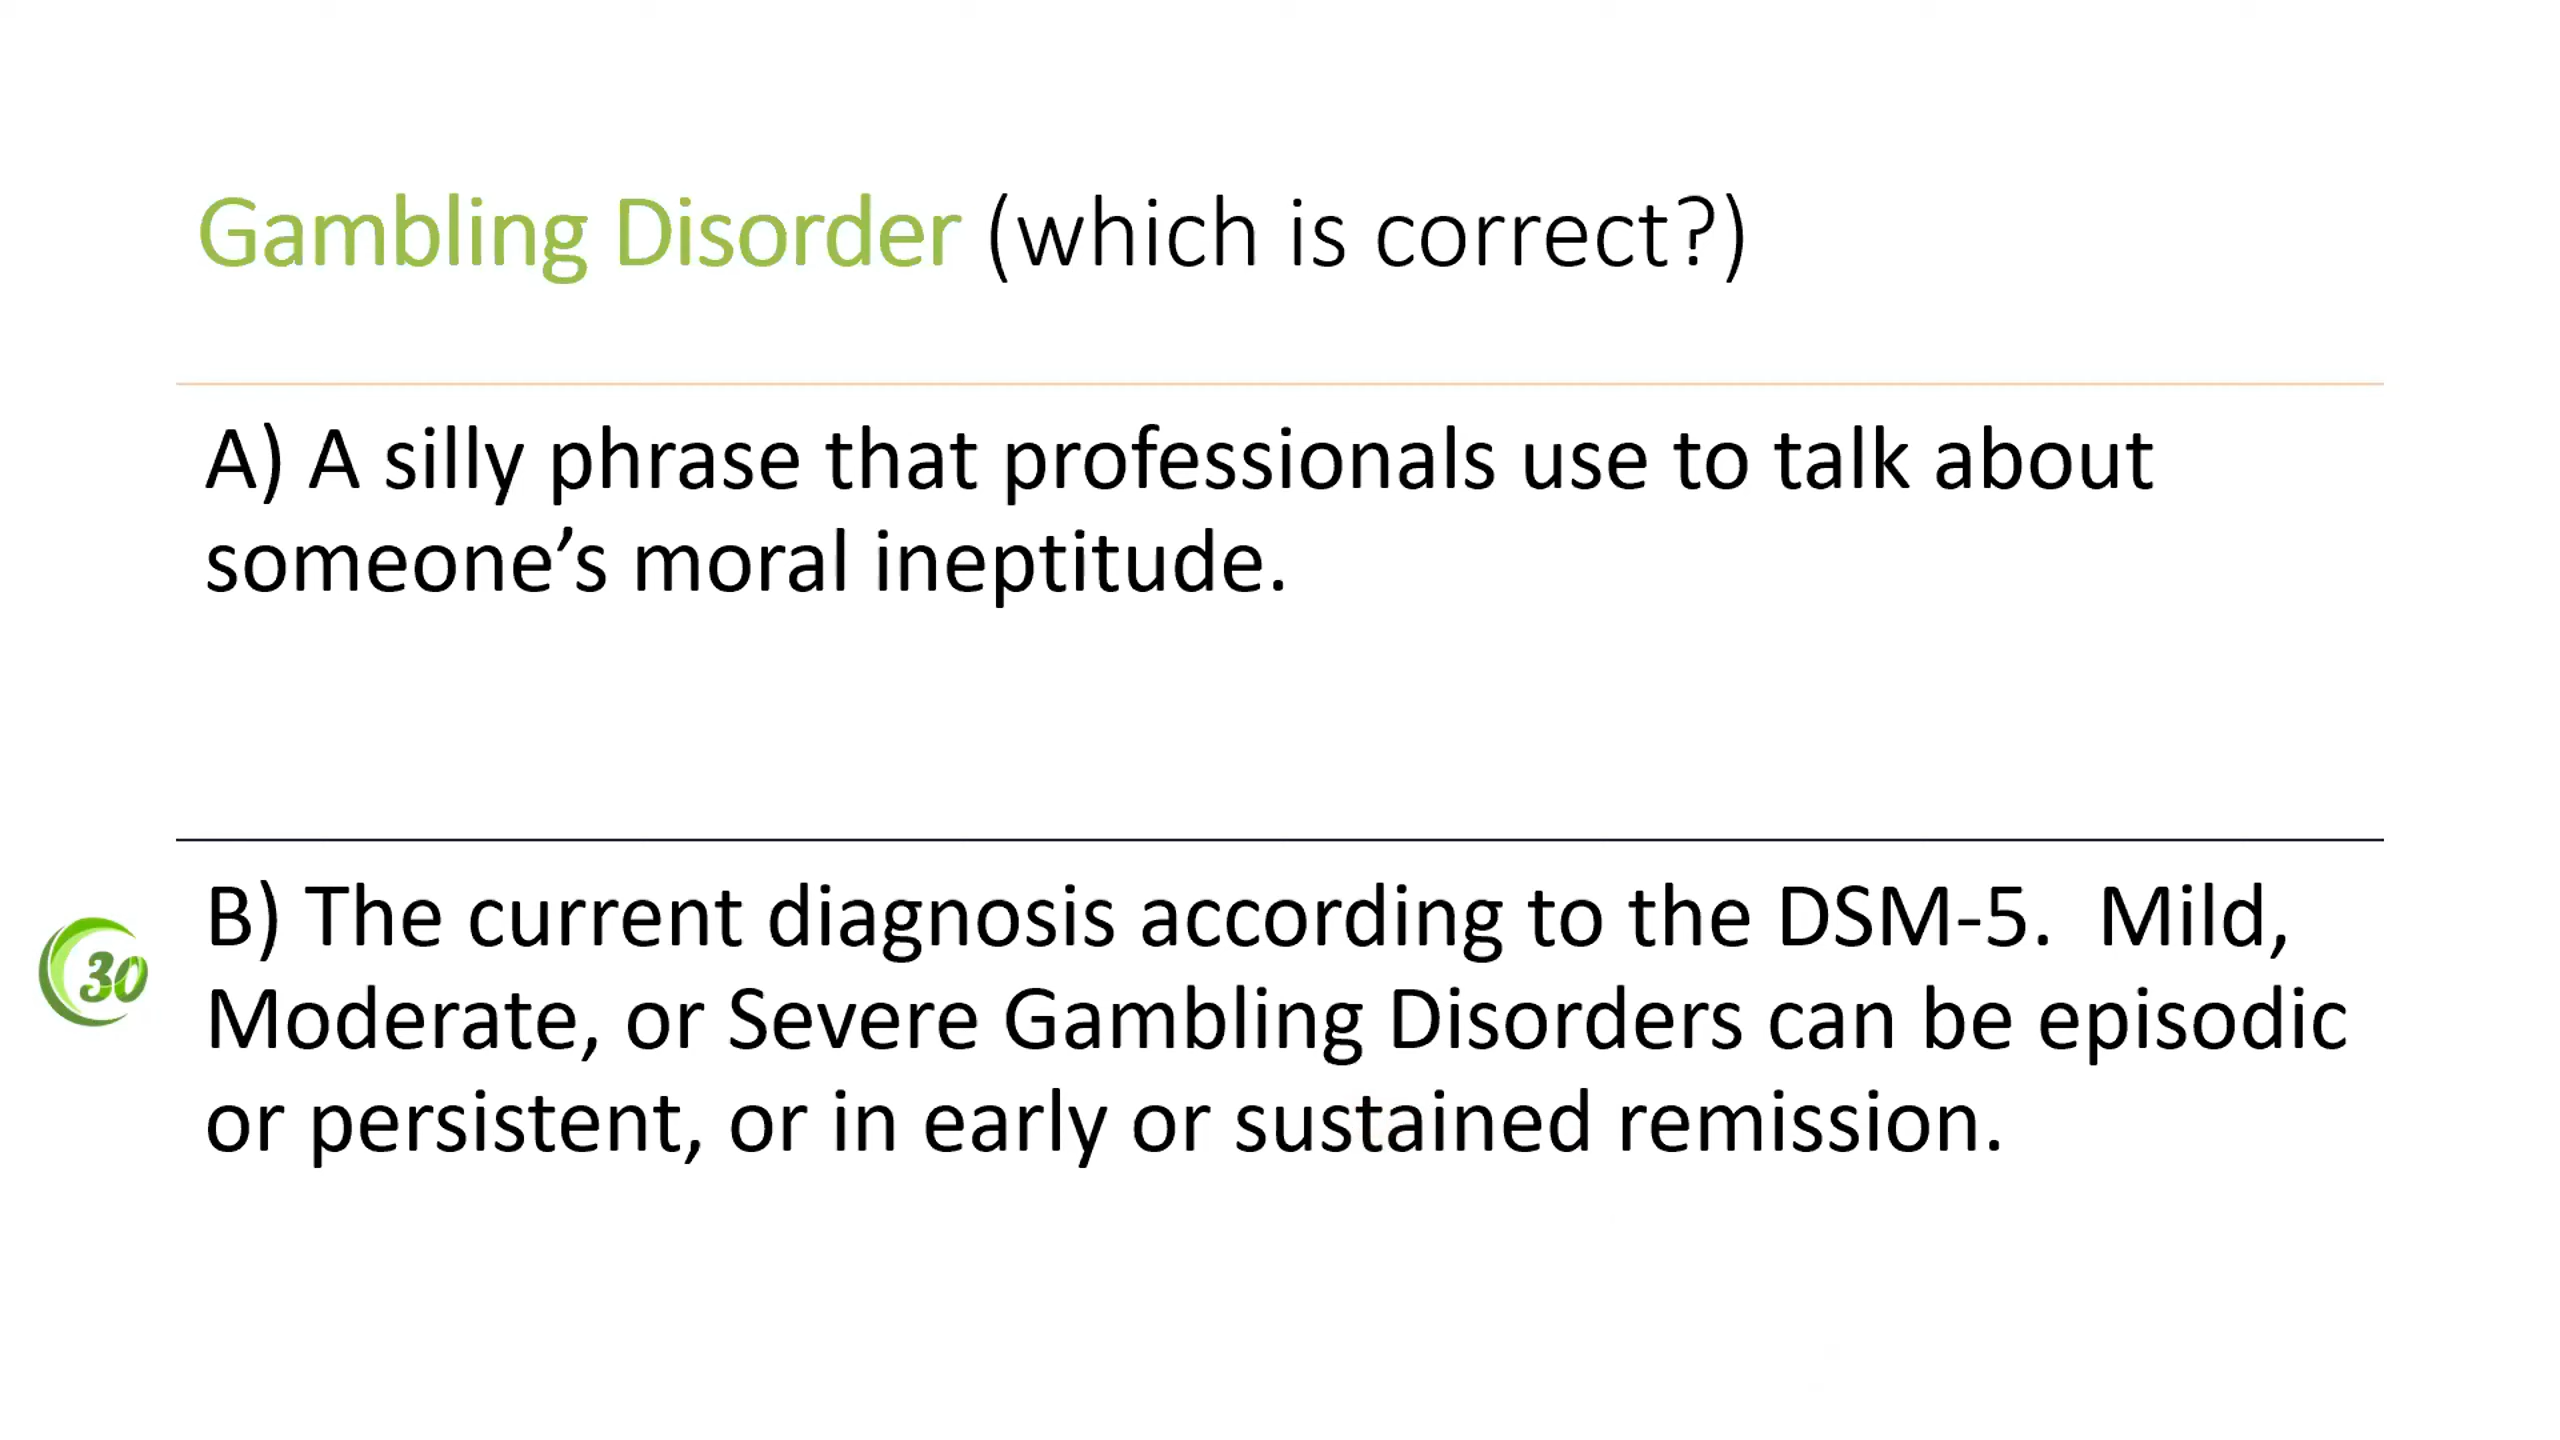 Gambling Disorder (which is correct?)
A) A silly phrase that professionals use to talk about
someone’s moral ineptitude.
B) The current diagnosis according to the DSM-5.  Mild,
Moderate, or Severe Gambling Disorders can be episodic
or persistent, or in early or sustained remission.
30